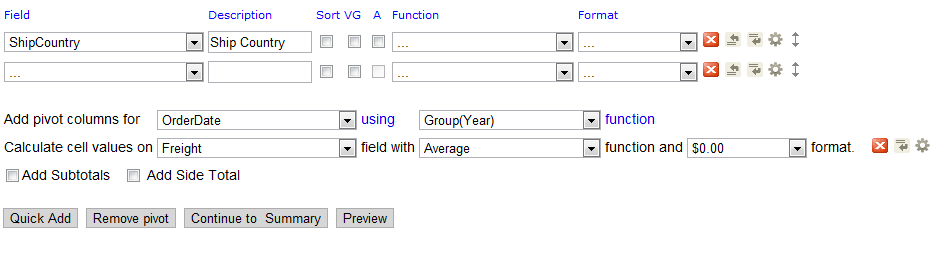 Field Description Sort VG A Function Format
ShipCountry Ship Country ... ...
... ... ...
Add pivot columns for OrderDate using Group(Year) function
Calculate cell values on Freight field with Average function and $0.00 format.
Add Subtotals Add Side Total
Quick Add Remove pivot Continue to Summary Preview